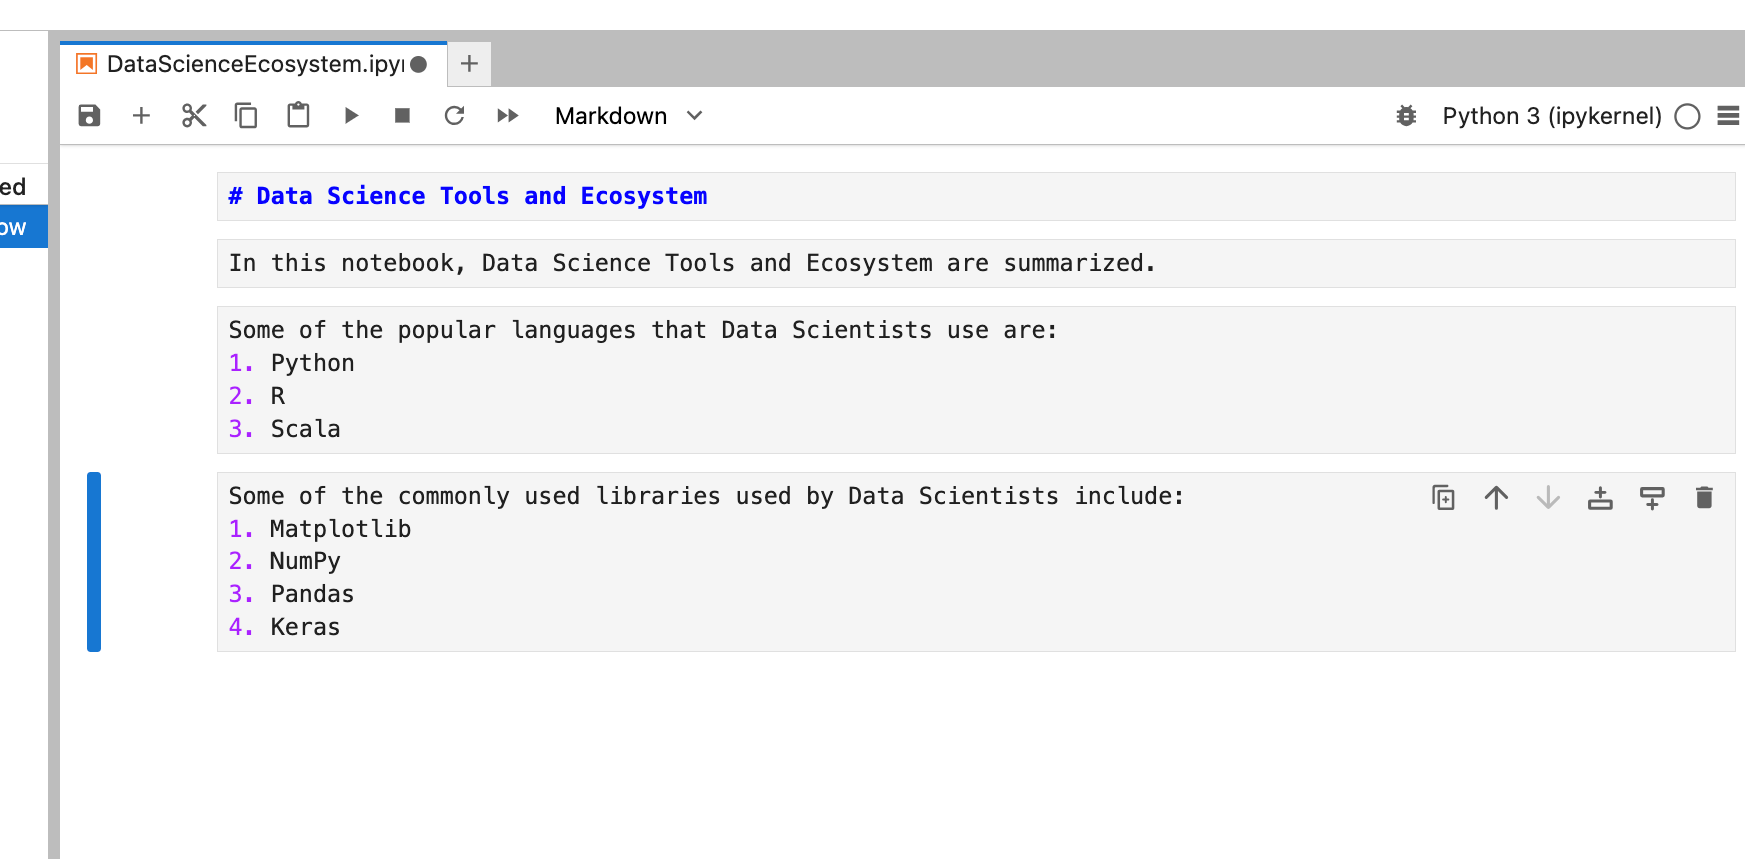 DataScienceEcosystem.ipyn
Markdown
Python 3 (ipykernel)
ed
ow
# Data Science Tools and Ecosystem
In this notebook, Data Science Tools and Ecosystem are summarized.
Some of the popular languages that Data Scientists use are:
1. Python
2. R
3. Scala
Some of the commonly used libraries used by Data Scientists include:
1. Matplotlib
2. NumPy
3. Pandas
4. Keras